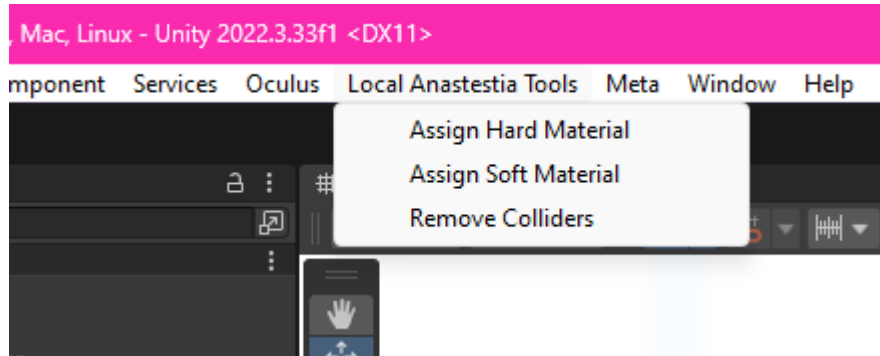 , Mac, Linux - Unity 2022.3.33f1 <DX11>
mponent Services Oculus Local Anastestia Tools Meta Window Help
Assign Hard Material
Assign Soft Material
Remove Colliders